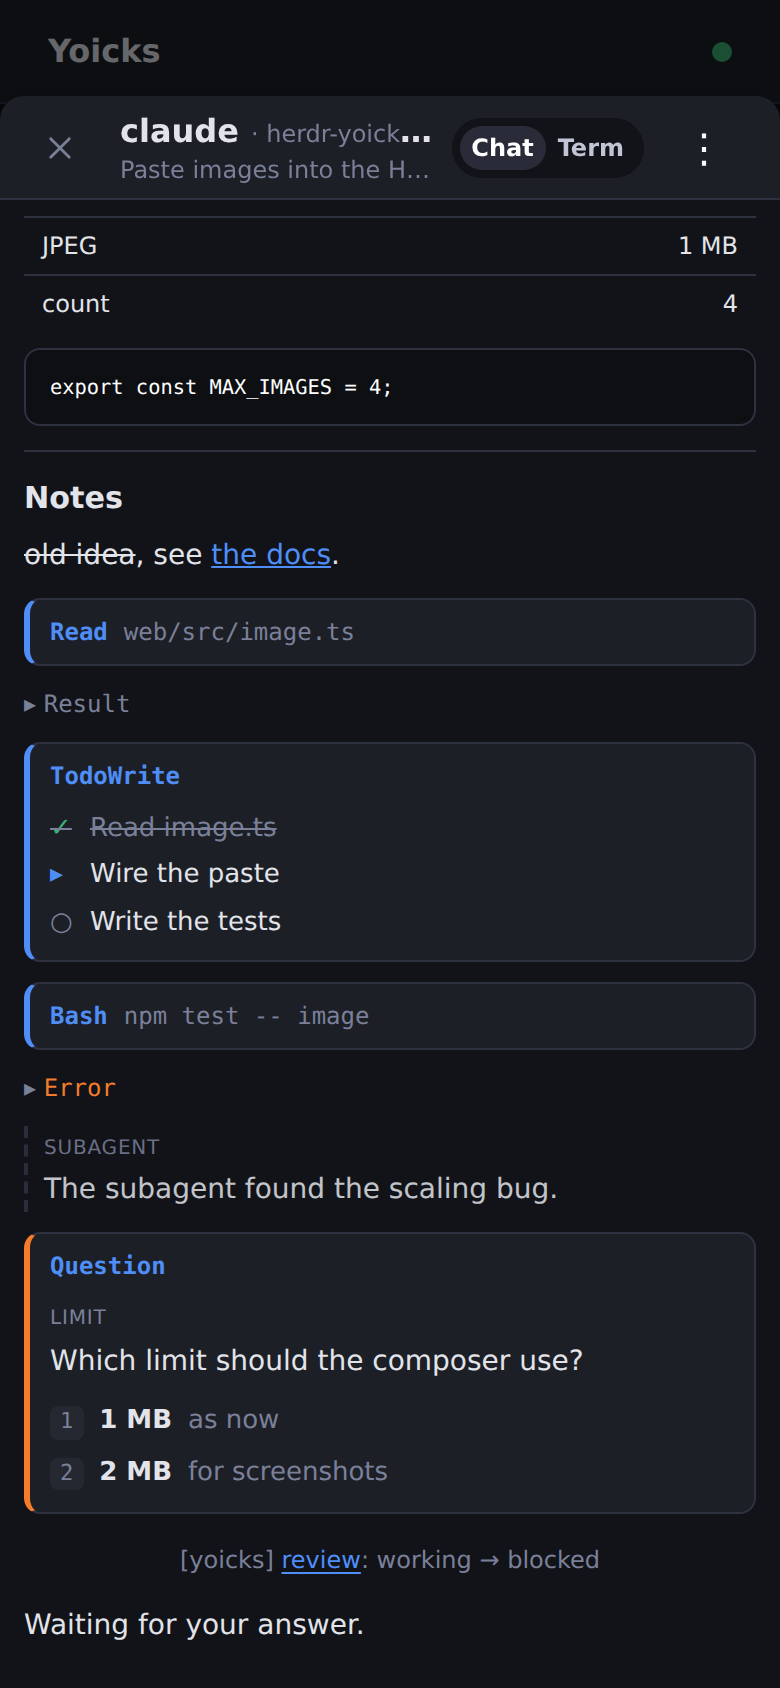 Yoicks
claude · herdr-yoick...
Paste images into the H...
Chat Term
JPEG 1 MB
count 4
export const MAX_IMAGES = 4;
Notes
old idea, see the docs.
Read web/src/image.ts
▸ Result
TodoWrite
✓ Read image.ts
▸ Wire the paste
○ Write the tests
Bash npm test -- image
▸ Error
SUBAGENT
The subagent found the scaling bug.
Question
LIMIT
Which limit should the composer use?
1 1 MB as now
2 2 MB for screenshots
[yoicks] review: working → blocked
Waiting for your answer.